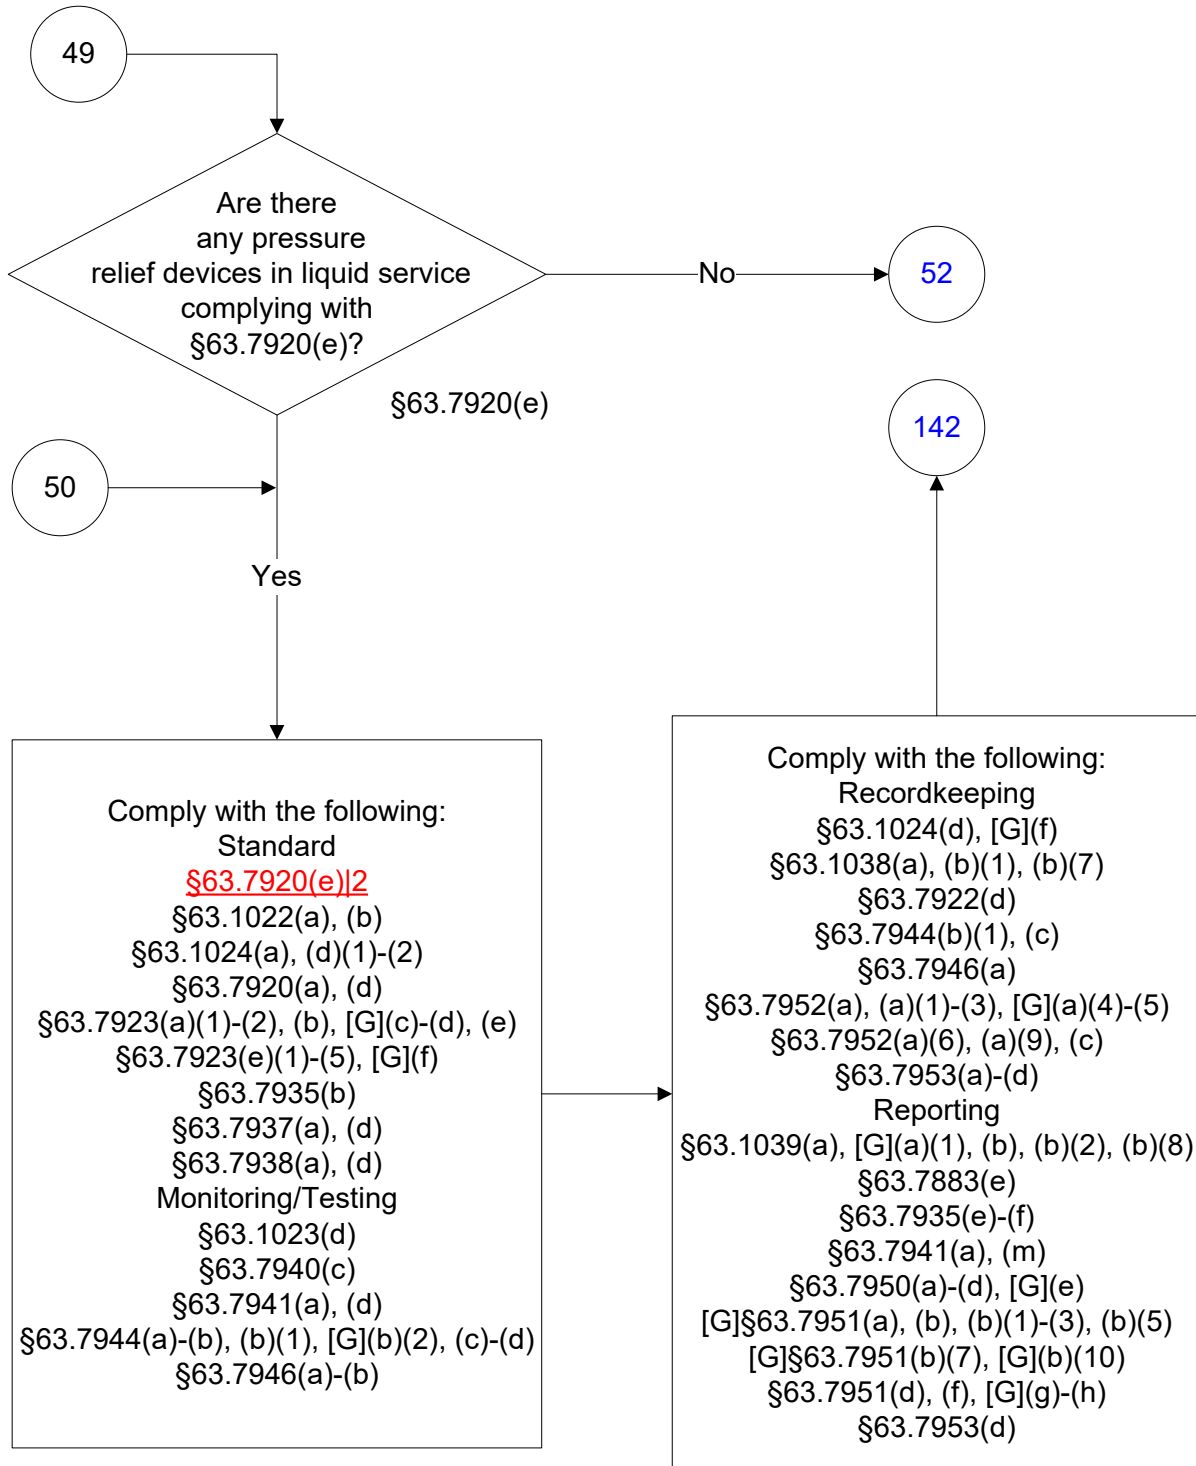 49
Are there
any pressure
relief devices in liquid service
complying with
§63.7920(e)?
No
52
§63.7920(e)
142
50
Yes
Comply with the following:
Standard
§63.7920(e)|2
§63.1022(a), (b)
§63.1024(a), (d)(1)-(2)
§63.7920(a), (d)
§63.7923(a)(1)-(2), (b), [G](c)-(d), (e)
§63.7923(e)(1)-(5), [G](f)
§63.7935(b)
§63.7937(a), (d)
§63.7938(a), (d)
Monitoring/Testing
§63.1023(d)
§63.7940(c)
§63.7941(a), (d)
§63.7944(a)-(b), (b)(1), [G](b)(2), (c)-(d)
§63.7946(a)-(b)
Comply with the following:
Recordkeeping
§63.1024(d), [G](f)
§63.1038(a), (b)(1), (b)(7)
§63.7922(d)
§63.7944(b)(1), (c)
§63.7946(a)
§63.7952(a), (a)(1)-(3), [G](a)(4)-(5)
§63.7952(a)(6), (a)(9), (c)
§63.7953(a)-(d)
Reporting
§63.1039(a), [G](a)(1), (b), (b)(2), (b)(8)
§63.7883(e)
§63.7935(e)-(f)
§63.7941(a), (m)
§63.7950(a)-(d), [G](e)
[G]§63.7951(a), (b), (b)(1)-(3), (b)(5)
[G]§63.7951(b)(7), [G](b)(10)
§63.7951(d), (f), [G](g)-(h)
§63.7953(d)